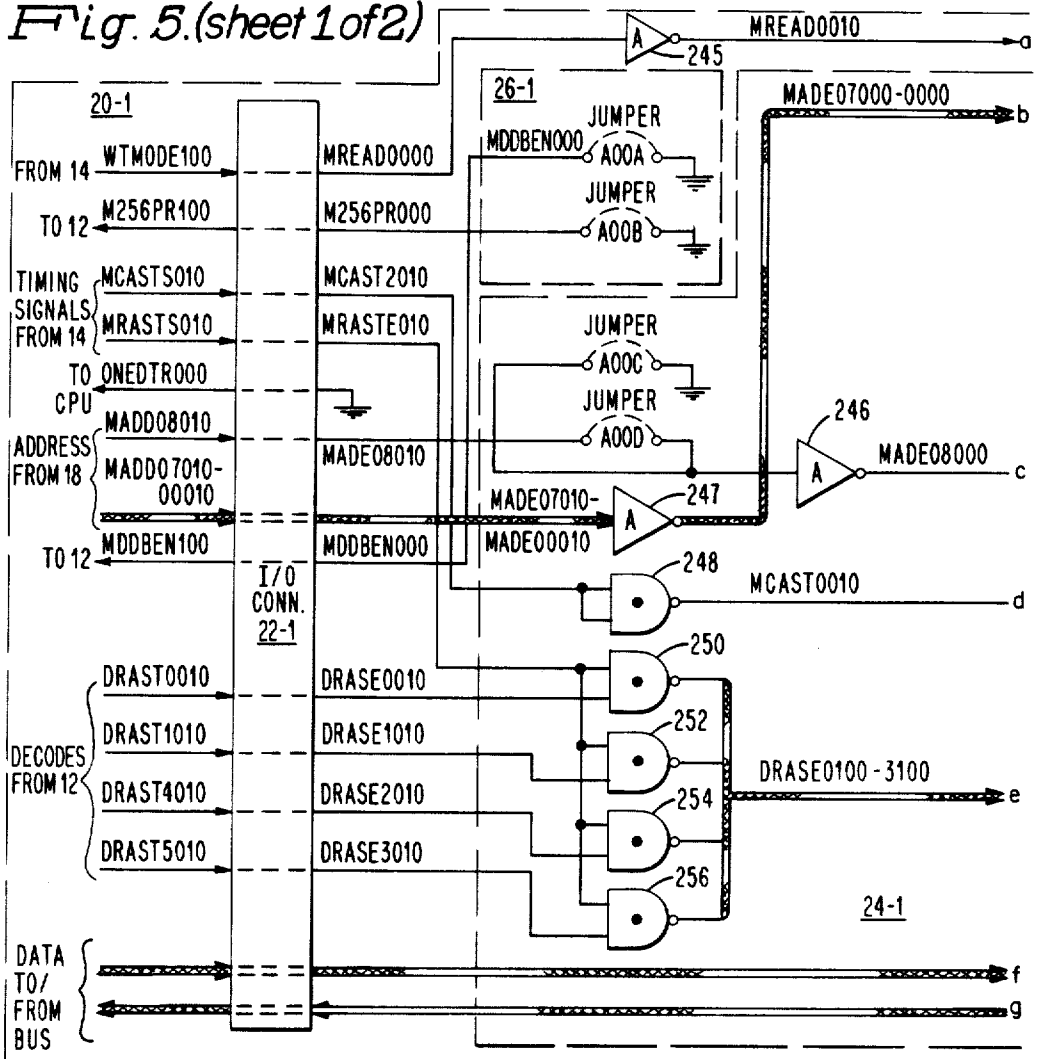 Fig. 5.(sheet 1 of 2)
MREAD0010
a
A
245
20-1
26-1
MADE07000-0000
b
JUMPER
MDDBEN000
A00A
FROM 14
WTMODE100
MREAD0000
JUMPER
TO 12
M256PR100
M256PR000
A00B
TIMING
SIGNALS
FROM 14
MCASTS010
MCAST2010
MRASTS010
MRASTE010
JUMPER
A00C
TO
CPU
ONEDTR000
JUMPER
246
ADDRESS
FROM 18
MADD08010
MADE08010
A00D
A
MADE08000
c
MADD07010-
00010
MADE07010-
MADE00010
A
247
TO 12
MDDBEN100
MDDBEN000
248
I/O
CONN.
22-1
MCAST0010
d
250
DRAST0010
DRASE0010
252
DECODES
FROM 12
DRAST1010
DRASE1010
DRASE0100-3100
e
254
DRAST4010
DRASE2010
256
DRAST5010
DRASE3010
24-1
DATA
TO/
FROM
BUS
f
g